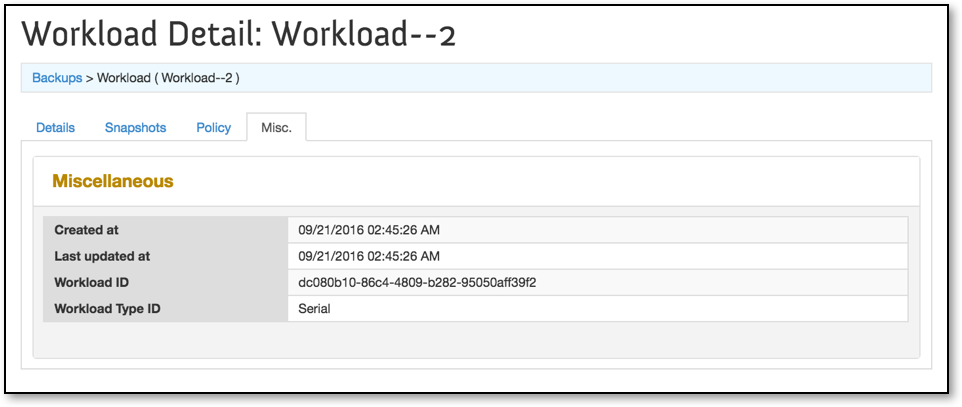 Workload Detail: Workload--2
Backups > Workload ( Workload--2 )
Details Snapshots Policy Misc.
Miscellaneous
Created at 09/21/2016 02:45:26 AM
Last updated at 09/21/2016 02:45:26 AM
Workload ID dc080b10-86c4-4809-b282-95050aff39f2
Workload Type ID Serial